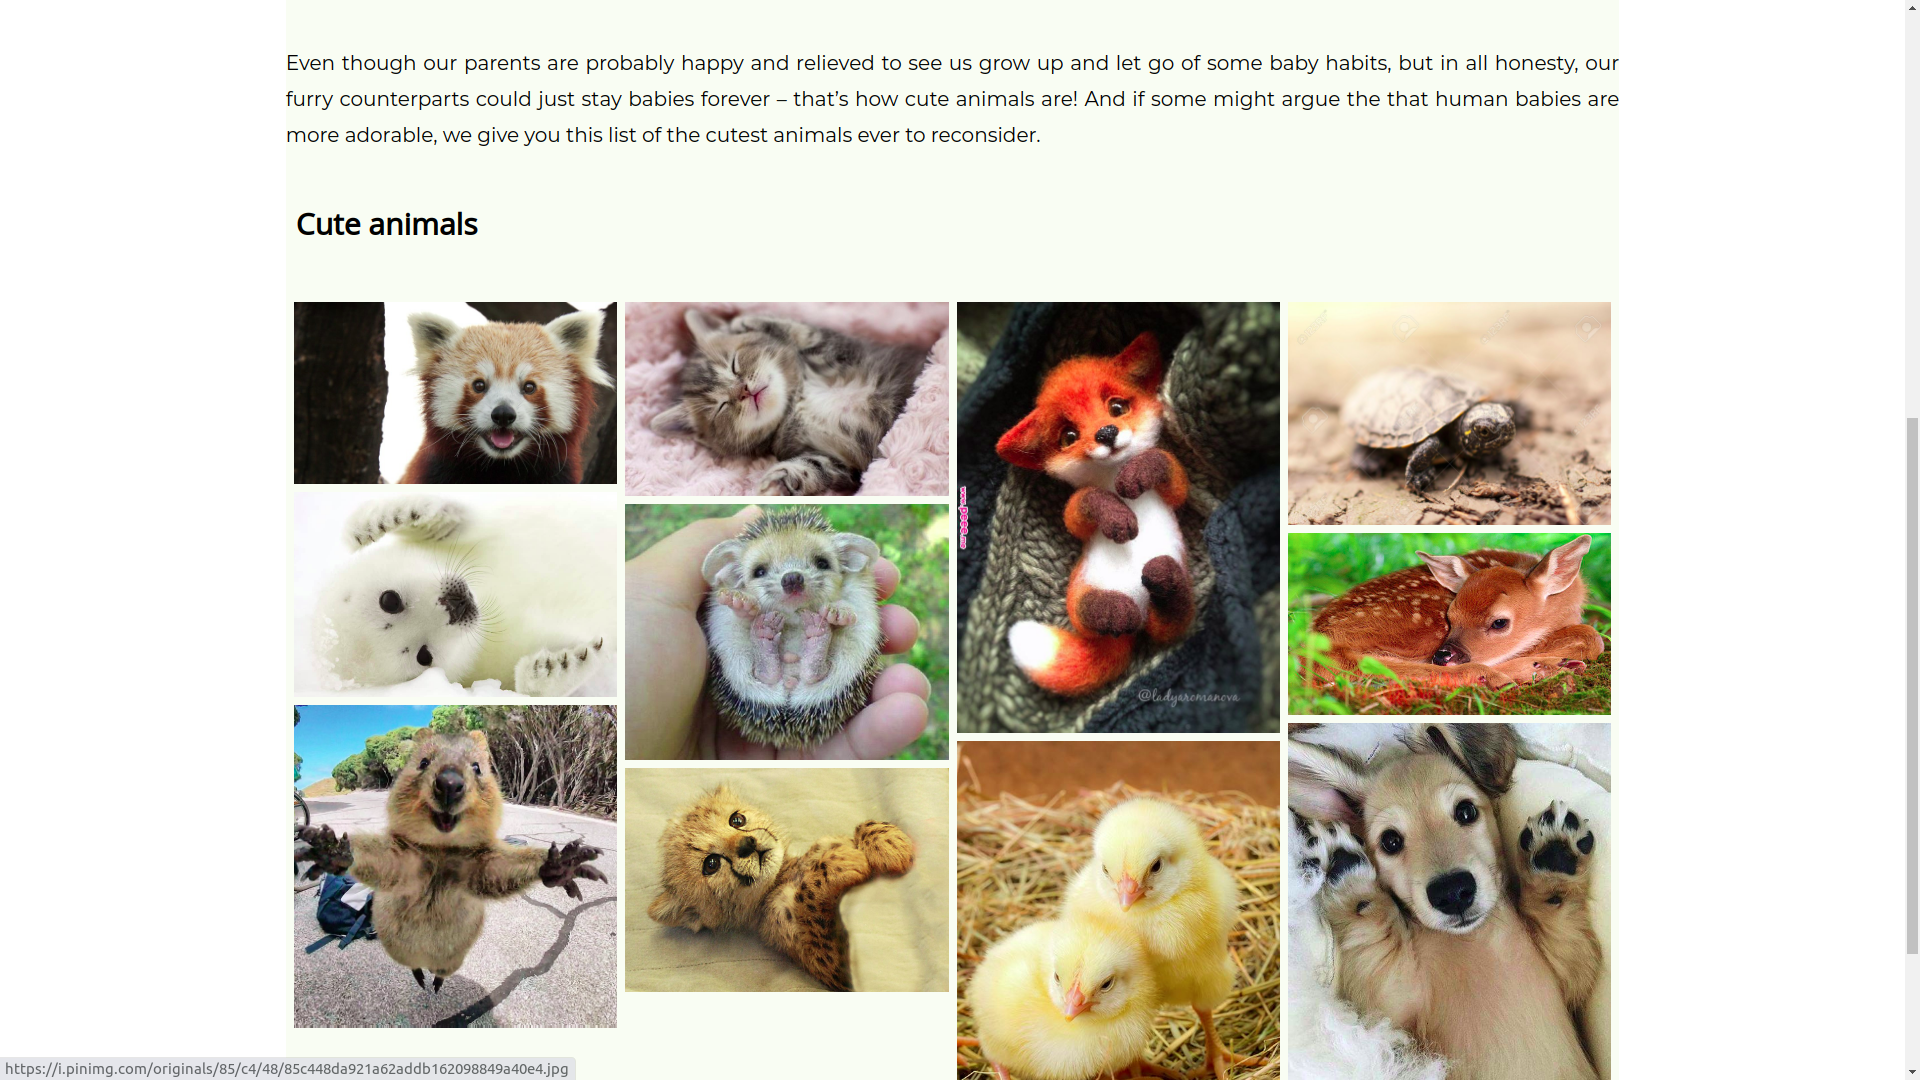 Even though our parents are probably happy and relieved to see us grow up and let go of some baby habits, but in all honesty, our
furry counterparts could just stay babies forever – that's how cute animals are! And if some might argue the that human babies are
more adorable, we give you this list of the cutest animals ever to reconsider.
Cute animals
@ladyaromanova
https://i.pinimg.com/originals/85/c4/48/85c448da921a62addb162098849a40e4.jpg